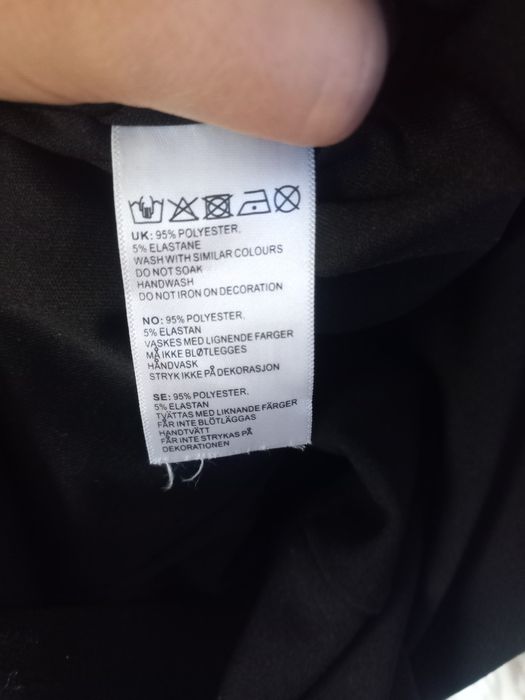 UK: 95% POLYESTER.
5% ELASTANE
WASH WITH SIMILAR COLOURS
DO NOT SOAK
HANDWASH
DO NOT IRON ON DECORATION
NO: 95% POLYESTER.
5% ELASTAN
VASKES MED LIGNENDE FARGER
MÅ IKKE BLØTLEGGES
HÅNDVASK
STRYK IKKE PÅ DEKORASJON
SE: 95% POLYESTER.
5% ELASTAN
TVÄTTAS MED LIKNANDE FÄRGER
FÅR INTE BLÖTLÄGGAS
HANDTVÄTT
FÅR INTE STRYKAS PÅ
DEKORATIONEN